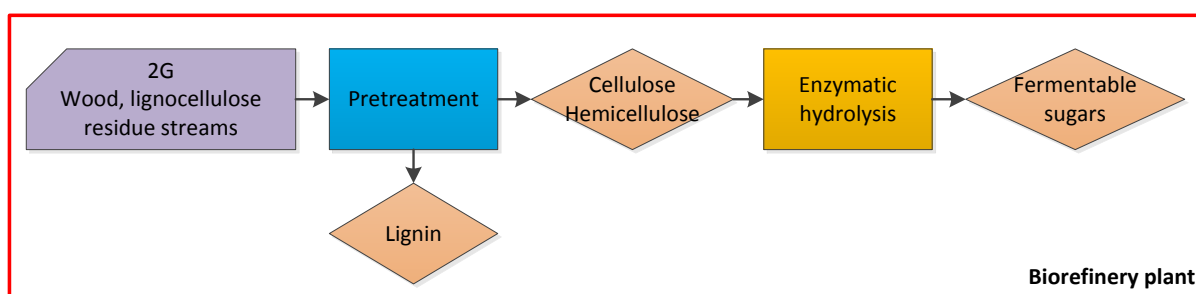 2G
Wood, lignocellulose
residue streams
Pretreatment
Cellulose
Hemicellulose
Enzymatic
hydrolysis
Fermentable
sugars
Lignin
Biorefinery plant